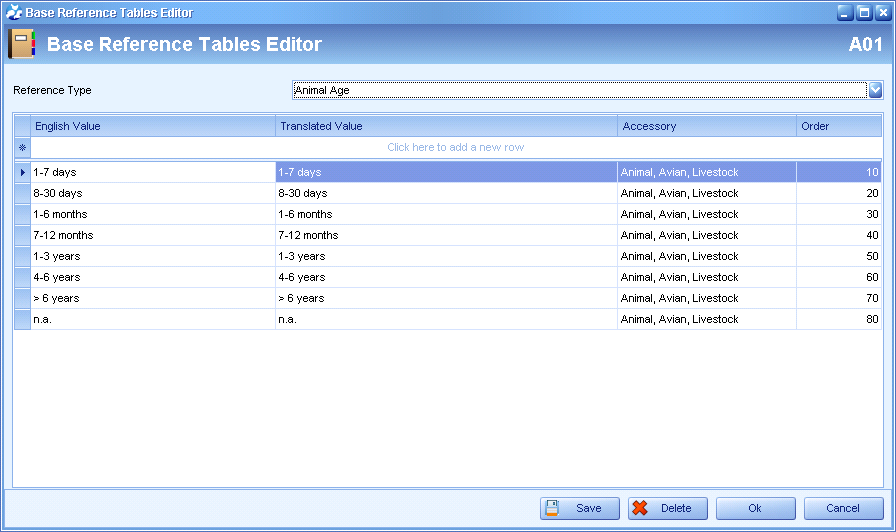 Base Reference Tables Editor
Base Reference Tables Editor A01
Reference Type Animal Age
English Value Translated Value Accessory Order
Click here to add a new row
1-7 days 1-7 days Animal, Avian, Livestock 10
8-30 days 8-30 days Animal, Avian, Livestock 20
1-6 months 1-6 months Animal, Avian, Livestock 30
7-12 months 7-12 months Animal, Avian, Livestock 40
1-3 years 1-3 years Animal, Avian, Livestock 50
4-6 years 4-6 years Animal, Avian, Livestock 60
> 6 years > 6 years Animal, Avian, Livestock 70
n.a. n.a. Animal, Avian, Livestock 80
Save Delete Ok Cancel